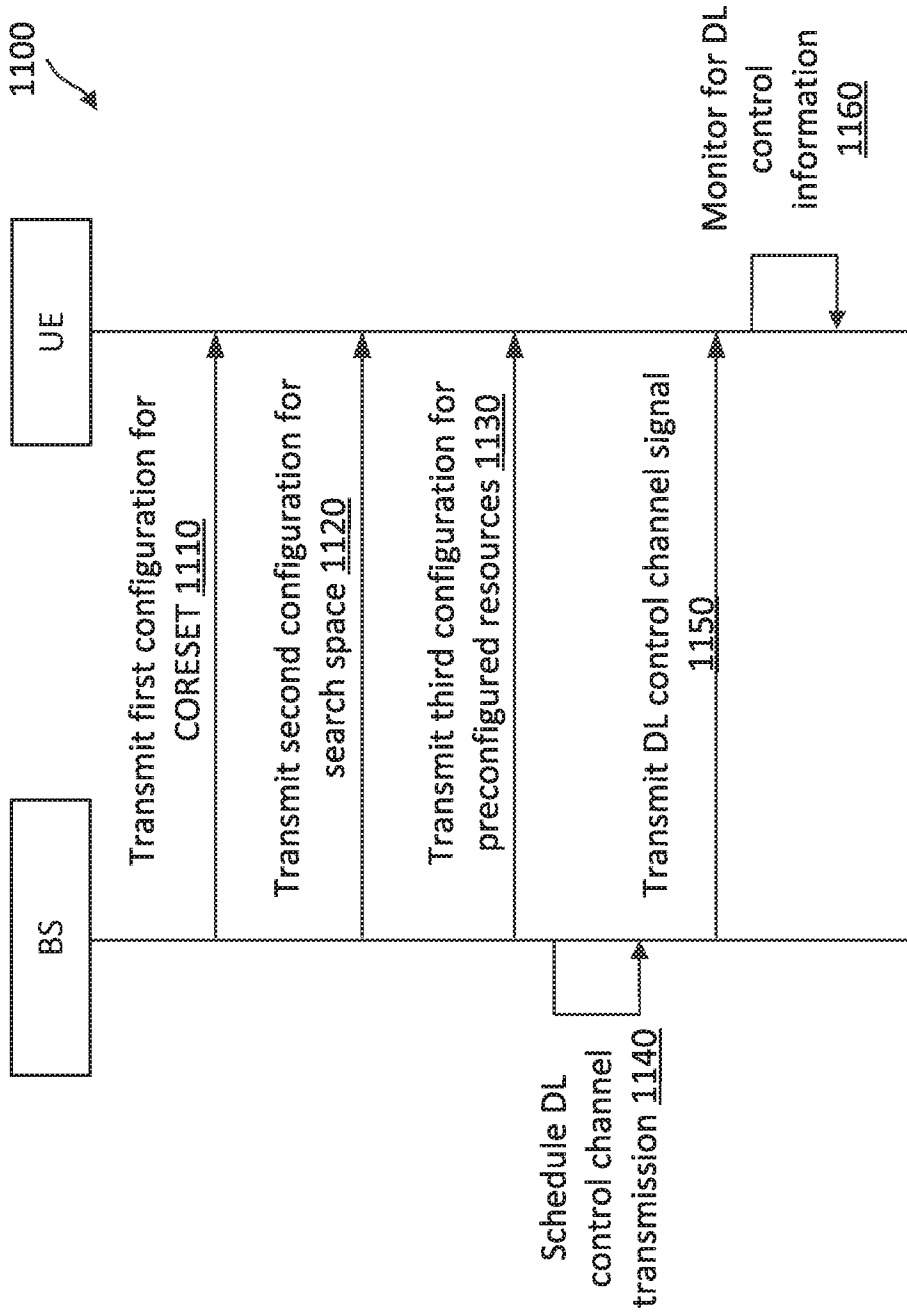 1100
BS
UE
Transmit first configuration for
CORESET 1110
Transmit second configuration for
search space 1120
Transmit third configuration for
preconfigured resources 1130
Schedule DL
control channel
transmission 1140
Transmit DL control channel signal
1150
Monitor for DL
control
information
1160